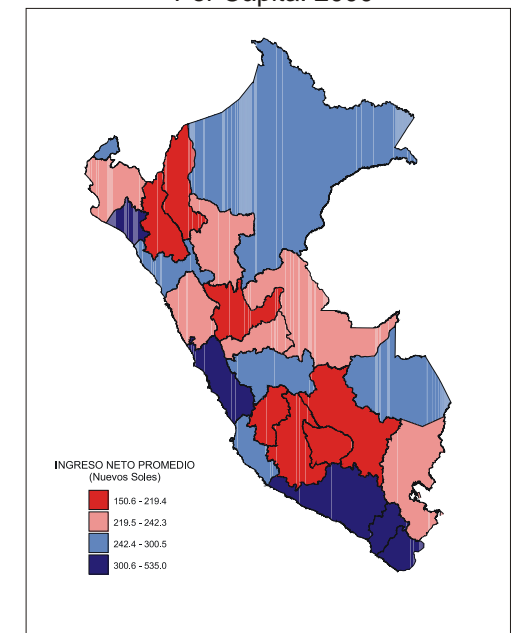 INGRESO NETO PROMEDIO
(Nuevos Soles)
150.6 - 219.4
219.5 - 242.3
242.4 - 300.5
300.6 - 535.0